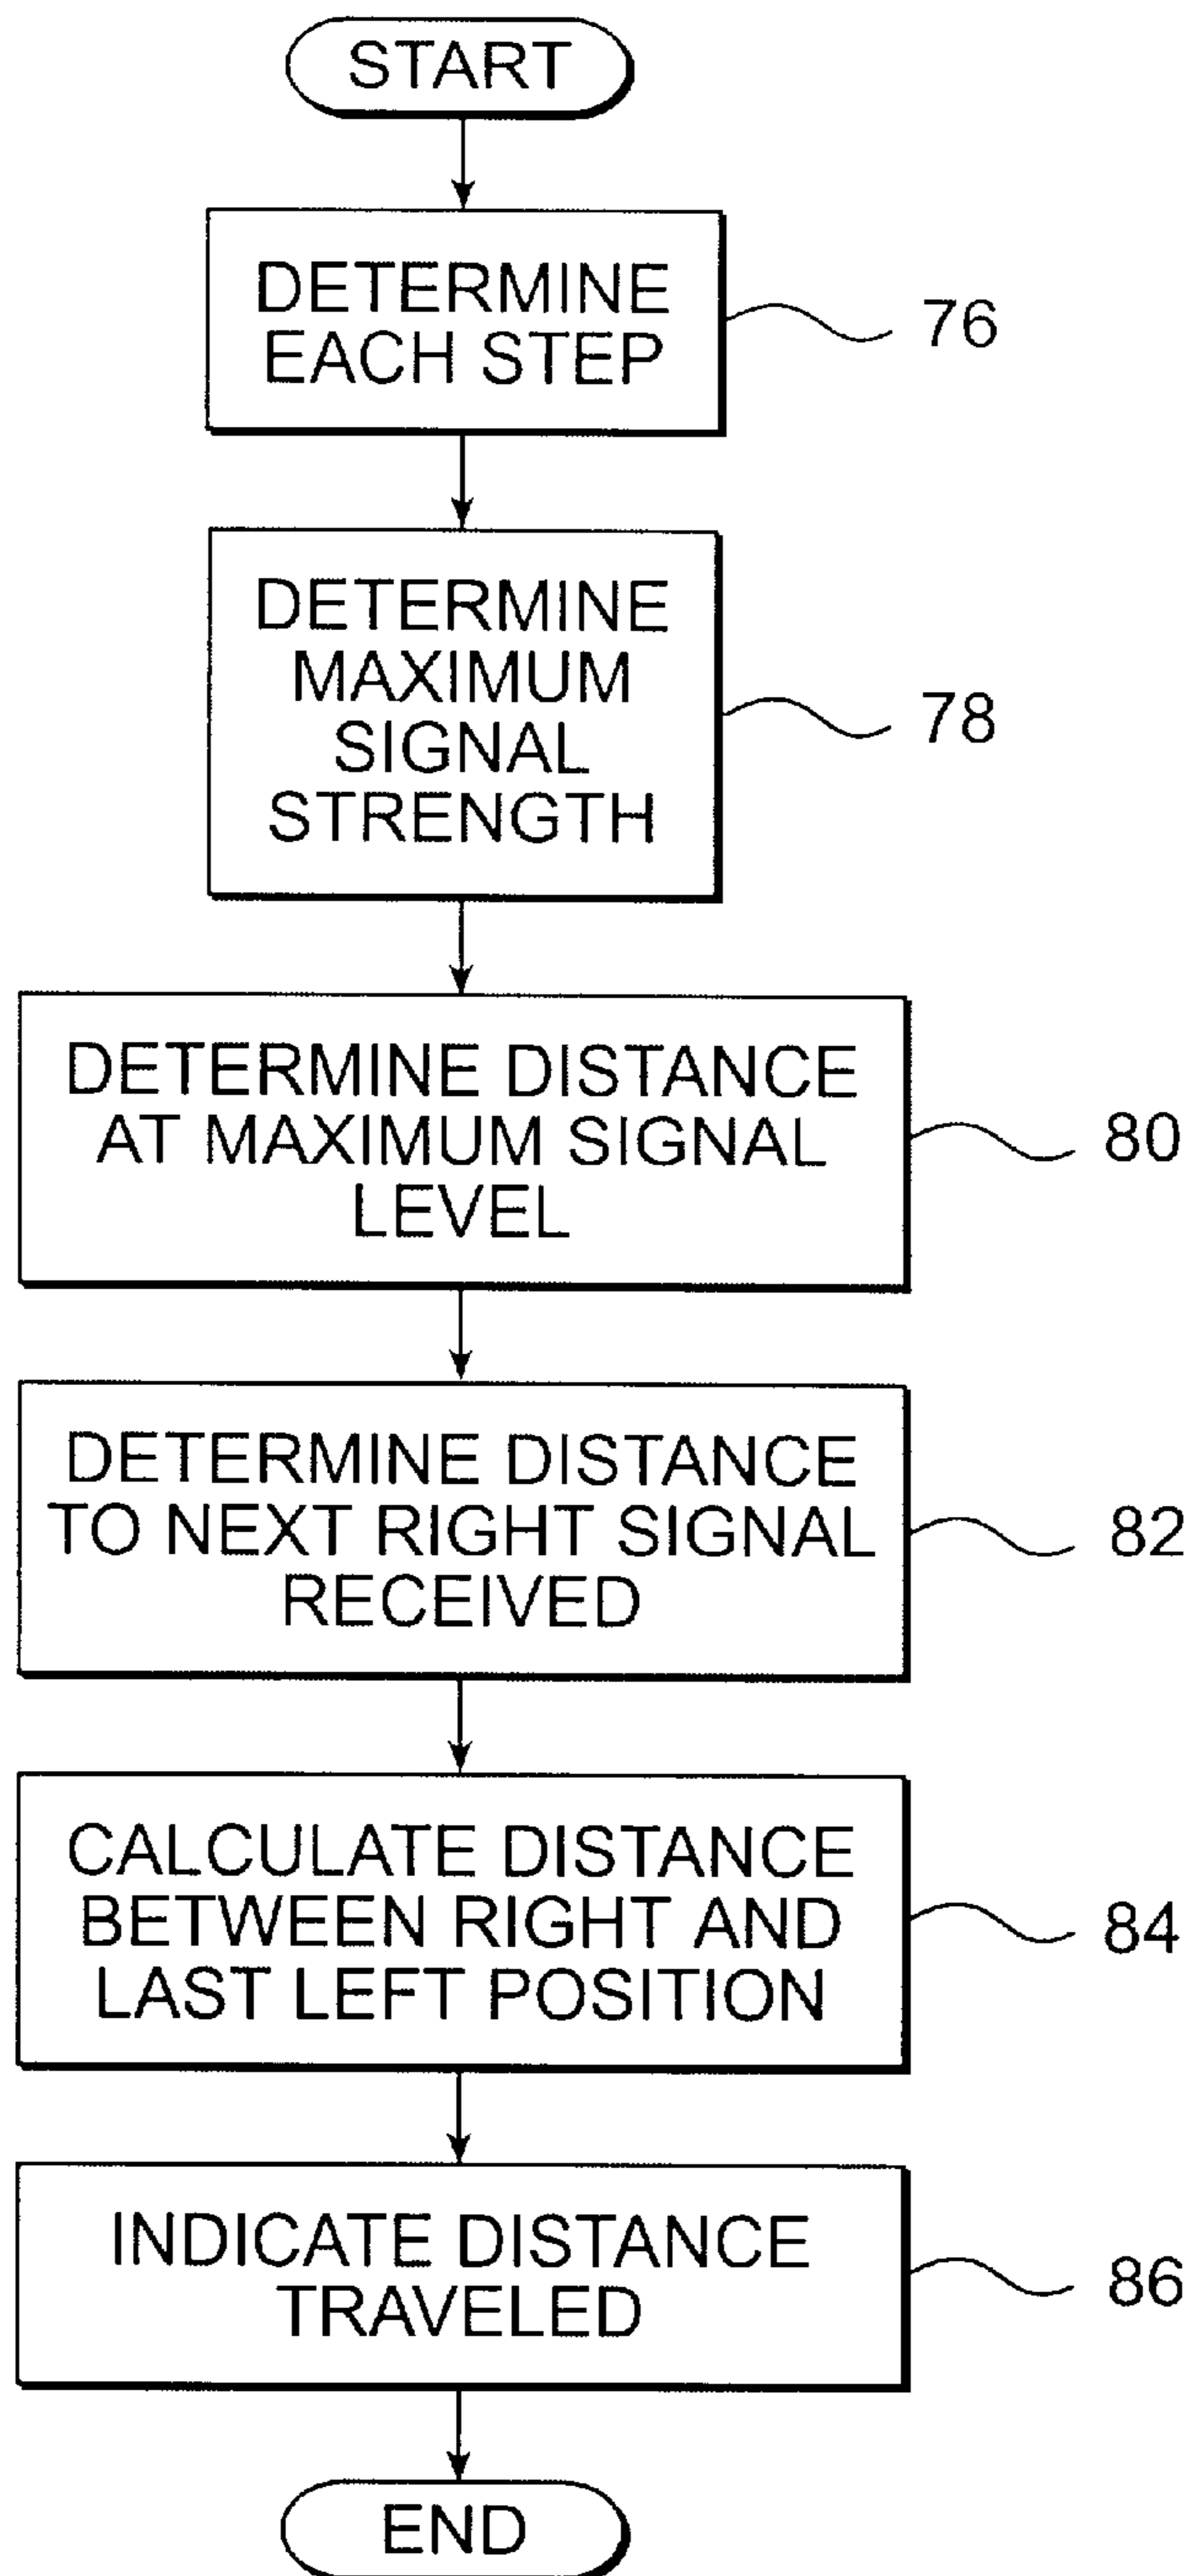 START
DETERMINE
EACH STEP
76
DETERMINE
MAXIMUM
SIGNAL
STRENGTH
78
DETERMINE DISTANCE
AT MAXIMUM SIGNAL
LEVEL
80
DETERMINE DISTANCE
TO NEXT RIGHT SIGNAL
RECEIVED
82
CALCULATE DISTANCE
BETWEEN RIGHT AND
LAST LEFT POSITION
84
INDICATE DISTANCE
TRAVELED
86
END